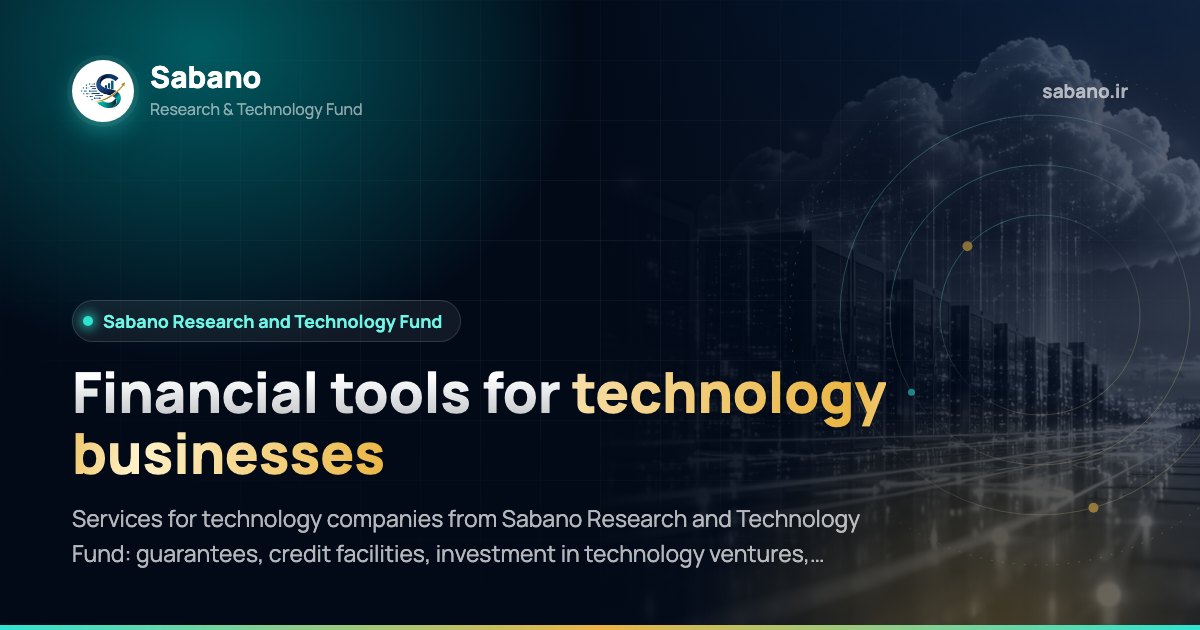 Sabano
Research & Technology Fund
sabano.ir
Sabano Research and Technology Fund
Financial tools for technology
businesses
Services for technology companies from Sabano Research and Technology
Fund: guarantees, credit facilities, investment in technology ventures,...